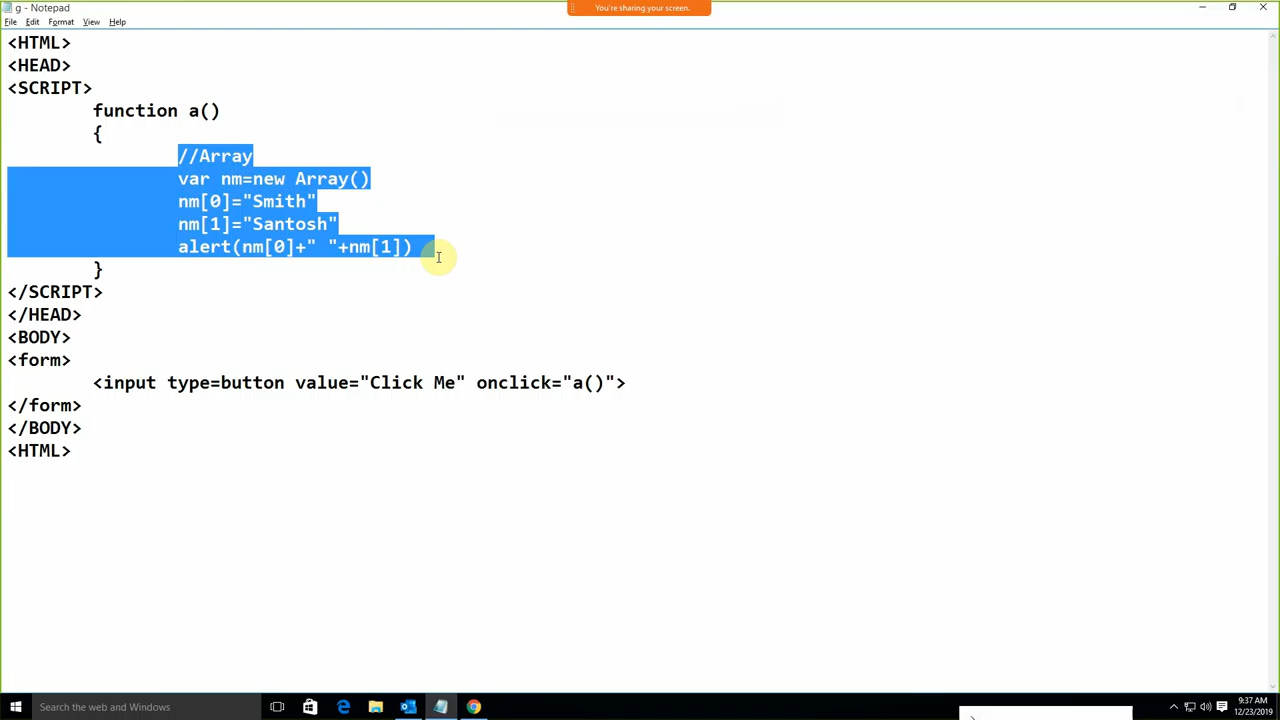 g - Notepad
You're sharing your screen.
File Edit Format View Help
<HTML>
<HEAD>
<SCRIPT>
function a()
{
//Array
var nm=new Array()
nm[0]="Smith"
nm[1]="Santosh"
alert(nm[0]+" "+nm[1])
}
</SCRIPT>
</HEAD>
<BODY>
<form>
<input type=button value="Click Me" onclick="a()">
</form>
</BODY>
<HTML>
Search the web and Windows
9:37 AM
12/23/2019